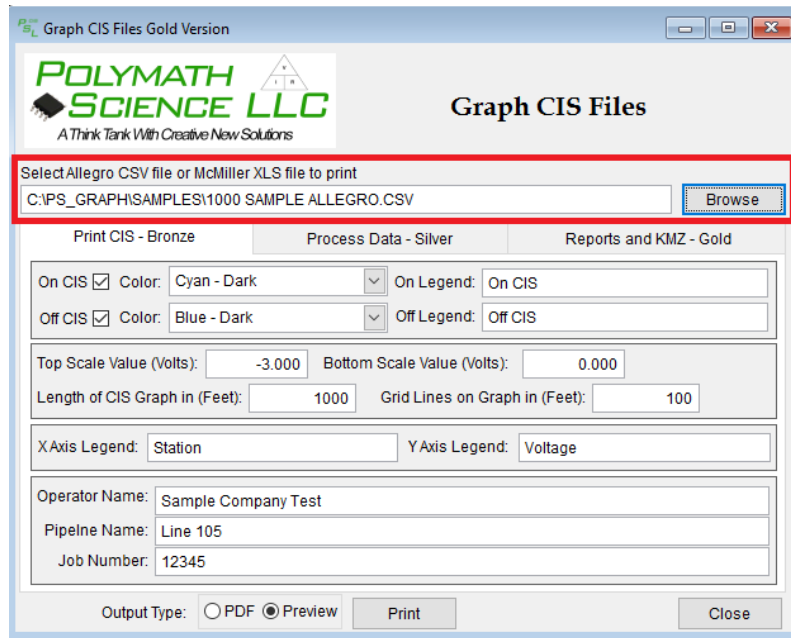 Graph CIS Files Gold Version
POLYMATH
SCIENCE LLC
A Think Tank With Creative New Solutions
Graph CIS Files
Select Allegro CSV file or McMiller XLS file to print
C:\PS_GRAPH\SAMPLES\1000 SAMPLE ALLEGRO.CSV Browse
Print CIS - Bronze Process Data - Silver Reports and KMZ - Gold
On CIS Color: Cyan - Dark On Legend: On CIS
Off CIS Color: Blue - Dark Off Legend: Off CIS
Top Scale Value (Volts): -3.000 Bottom Scale Value (Volts): 0.000
Length of CIS Graph in (Feet): 1000 Grid Lines on Graph in (Feet): 100
X Axis Legend: Station Y Axis Legend: Voltage
Operator Name: Sample Company Test
Pipelne Name: Line 105
Job Number: 12345
Output Type: PDF Preview Print Close